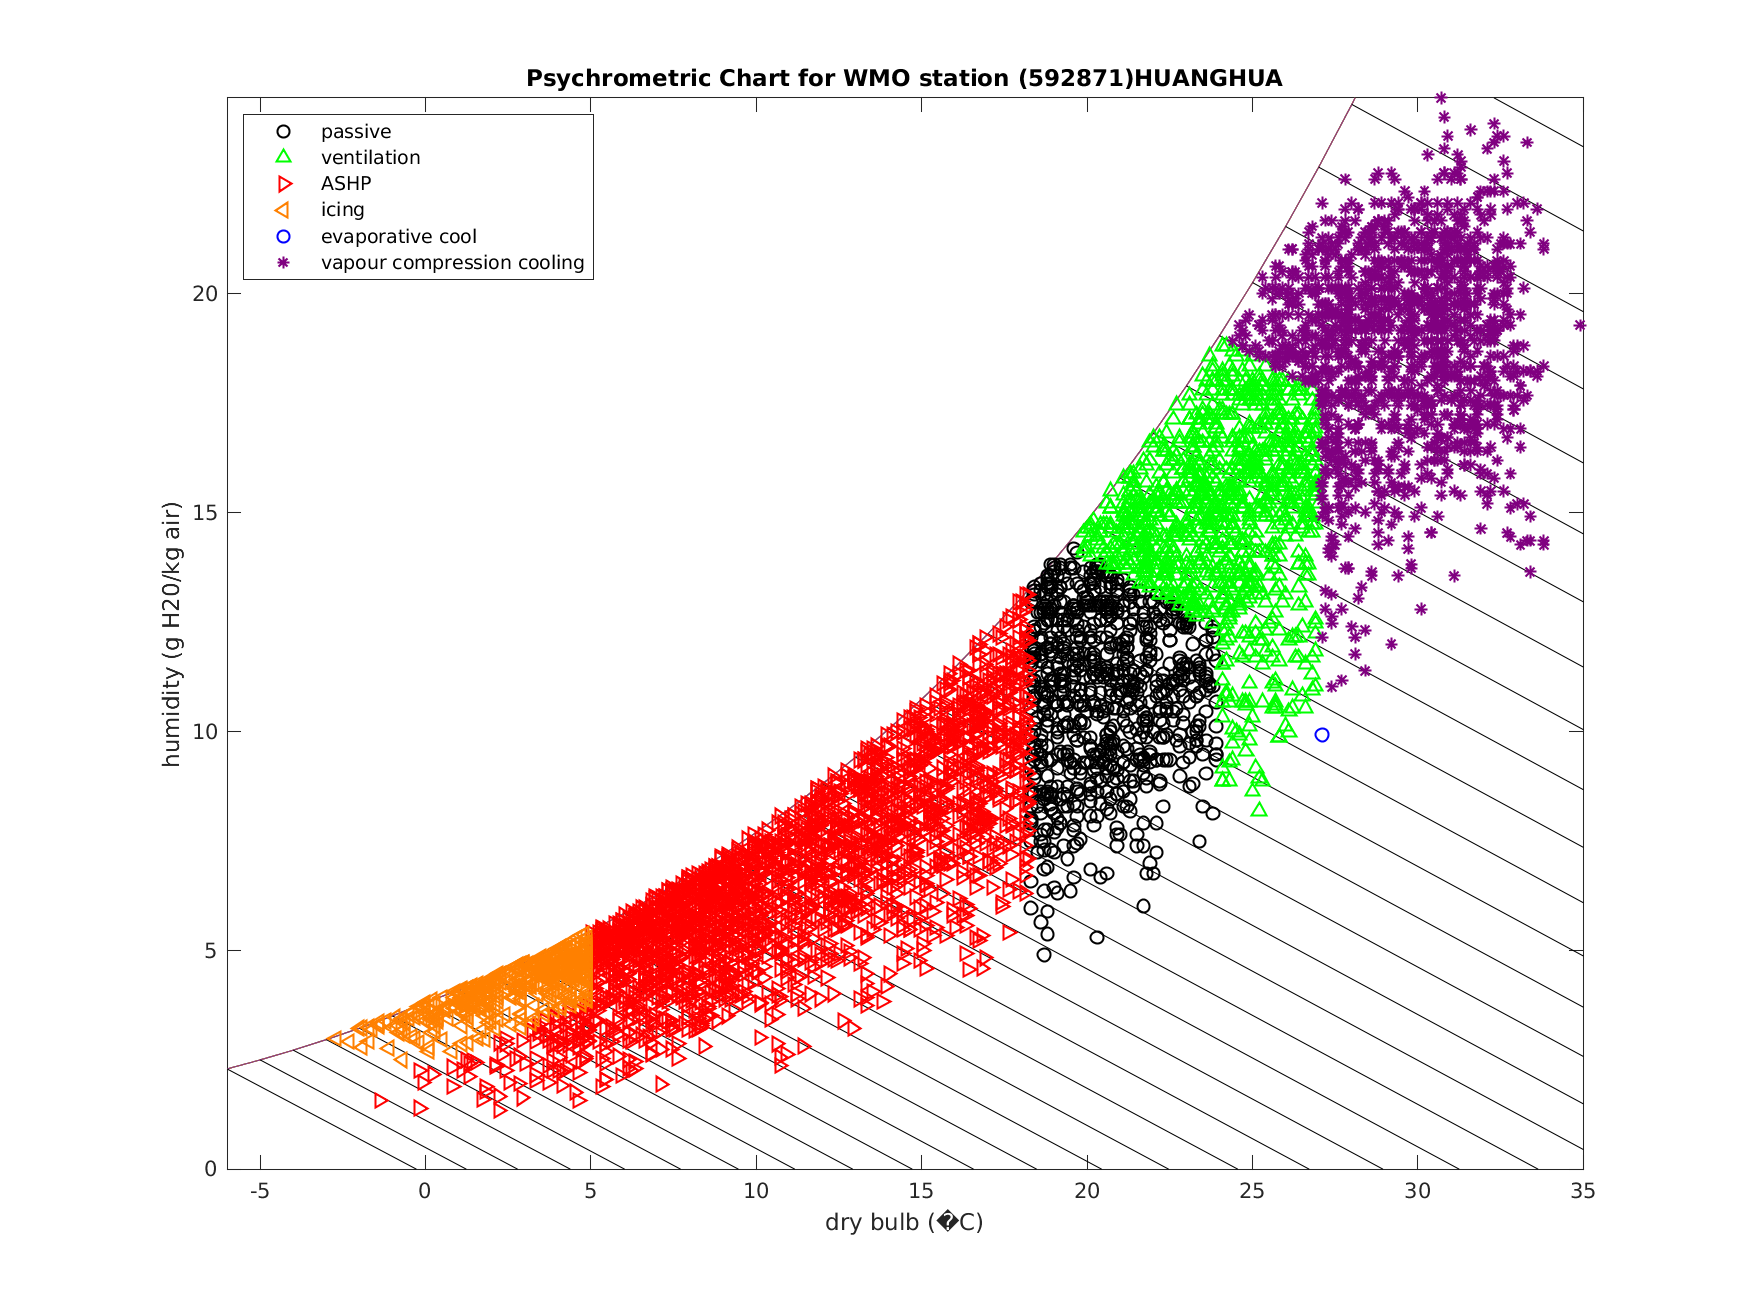 Psychrometric Chart for WMO station (592871)HUANGHUA
passive
ventilation
ASHP
icing
evaporative cool
vapour compression cooling
humidity (g H20/kg air)
20
15
10
5
0
-5 0 5 10 15 20 25 30 35
dry bulb (�C)